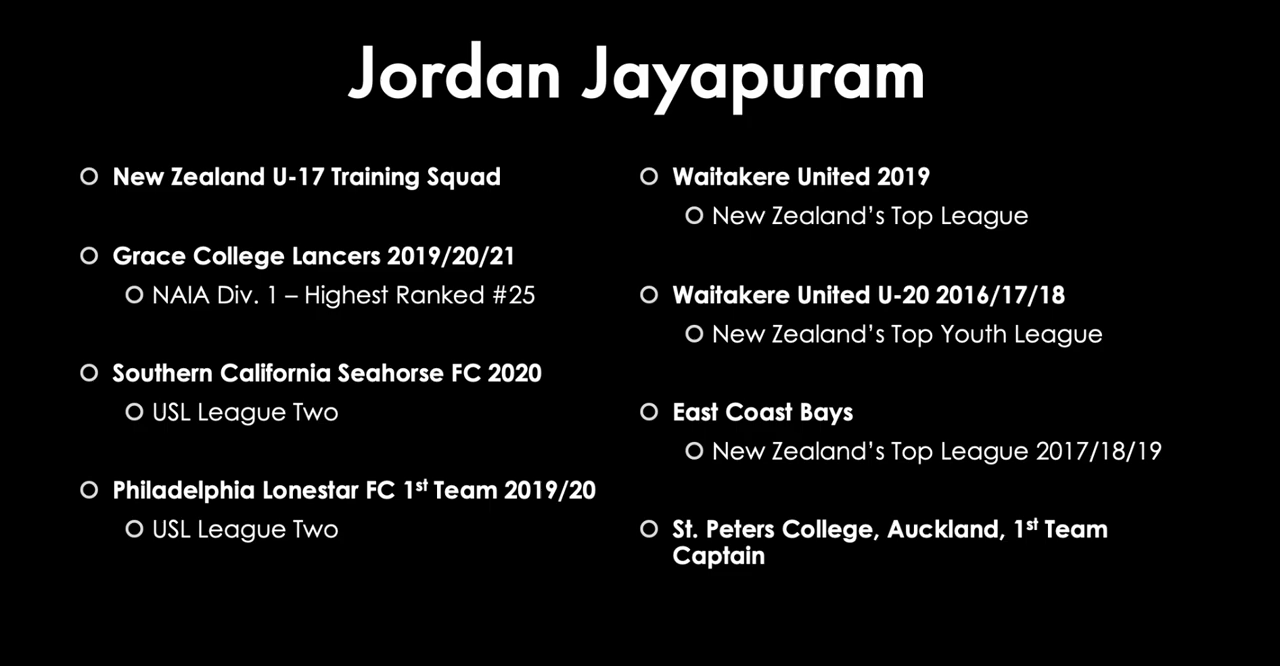 Jordan Jayapuram
New Zealand U-17 Training Squad
Grace College Lancers 2019/20/21
NAIA Div. 1 – Highest Ranked #25
Southern California Seahorse FC 2020
USL League Two
Philadelphia Lonestar FC 1st Team 2019/20
USL League Two
Waitakere United 2019
New Zealand’s Top League
Waitakere United U-20 2016/17/18
New Zealand’s Top Youth League
East Coast Bays
New Zealand’s Top League 2017/18/19
St. Peters College, Auckland, 1st Team
Captain